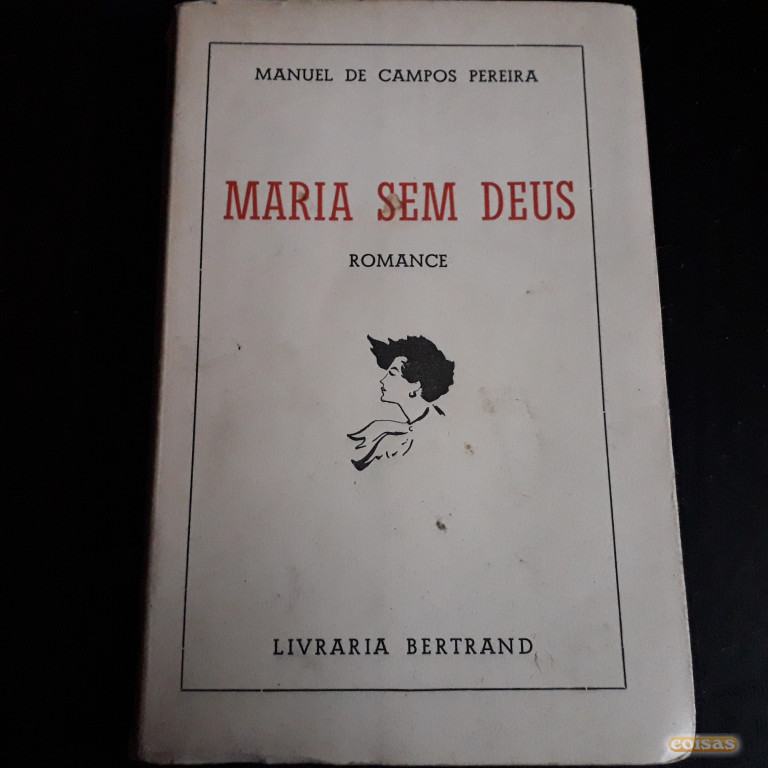 MANUEL DE CAMPOS PEREIRA
MARIA SEM DEUS
ROMANCE
LIVRARIA BERTRAND
coisas